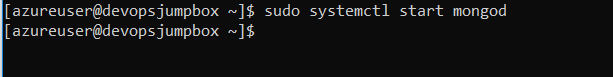 [azureuser@devopsjumpbox ~]$ sudo systemctl start mongod
[azureuser@devopsjumpbox ~]$